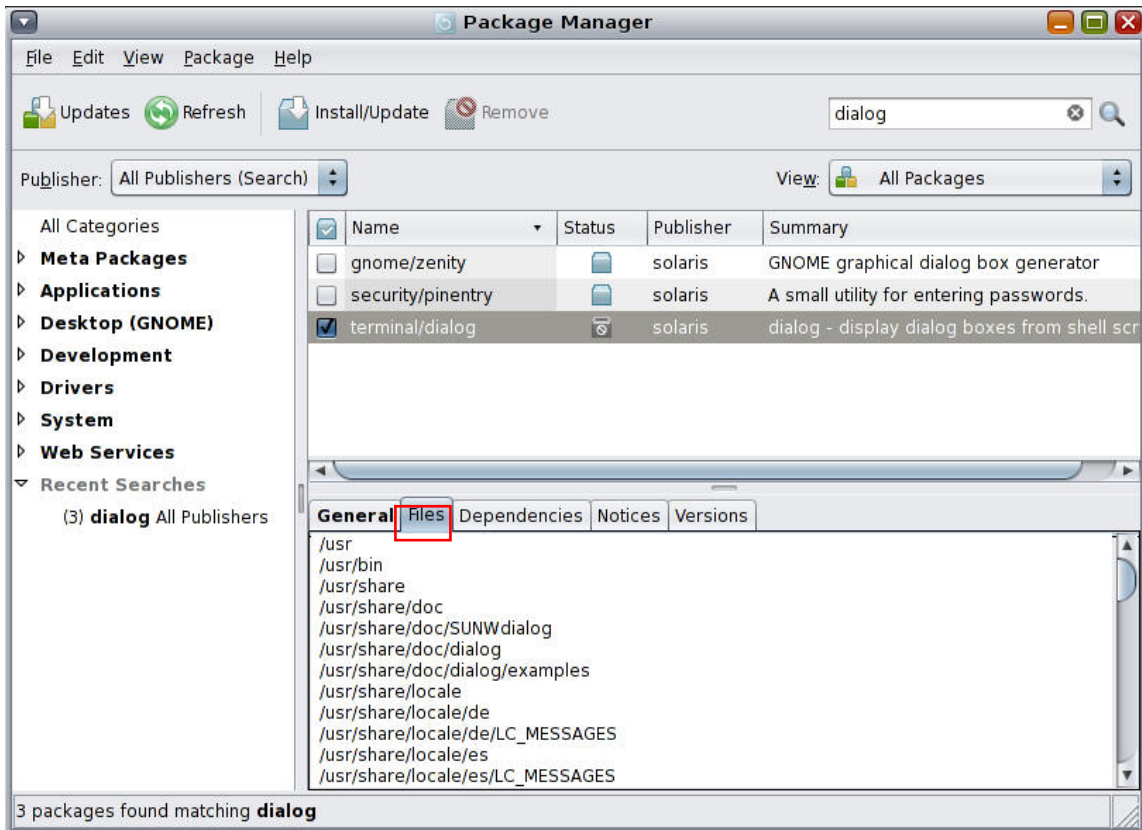 Package Manager
File Edit View Package Help
Updates Refresh Install/Update Remove dialog
Publisher: All Publishers (Search) View: All Packages
All Categories
Meta Packages
Applications
Desktop (GNOME)
Development
Drivers
System
Web Services
Recent Searches
(3) dialog All Publishers
Name Status Publisher Summary
gnome/zenity solaris GNOME graphical dialog box generator
security/pinentry solaris A small utility for entering passwords.
terminal/dialog solaris dialog - display dialog boxes from shell scr
General Files Dependencies Notices Versions
/usr
/usr/bin
/usr/share
/usr/share/doc
/usr/share/doc/SUNWdialog
/usr/share/doc/dialog
/usr/share/doc/dialog/examples
/usr/share/locale
/usr/share/locale/de
/usr/share/locale/de/LC_MESSAGES
/usr/share/locale/es
/usr/share/locale/es/LC_MESSAGES
3 packages found matching dialog